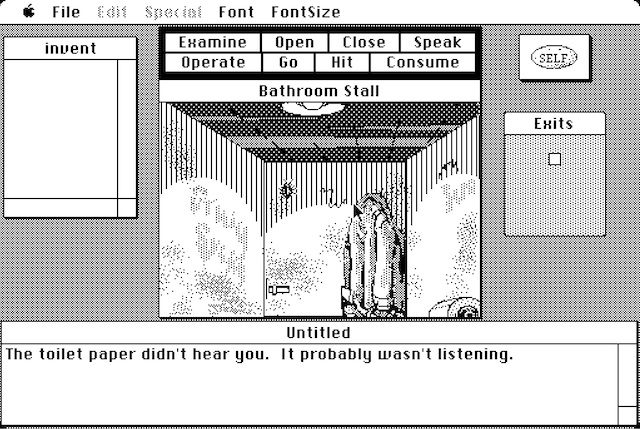 File Edit Special Font FontSize
invent
Examine Open Close Speak
Operate Go Hit Consume
SELF
Bathroom Stall
Exits
Untitled
The toilet paper didn't hear you. It probably wasn't listening.